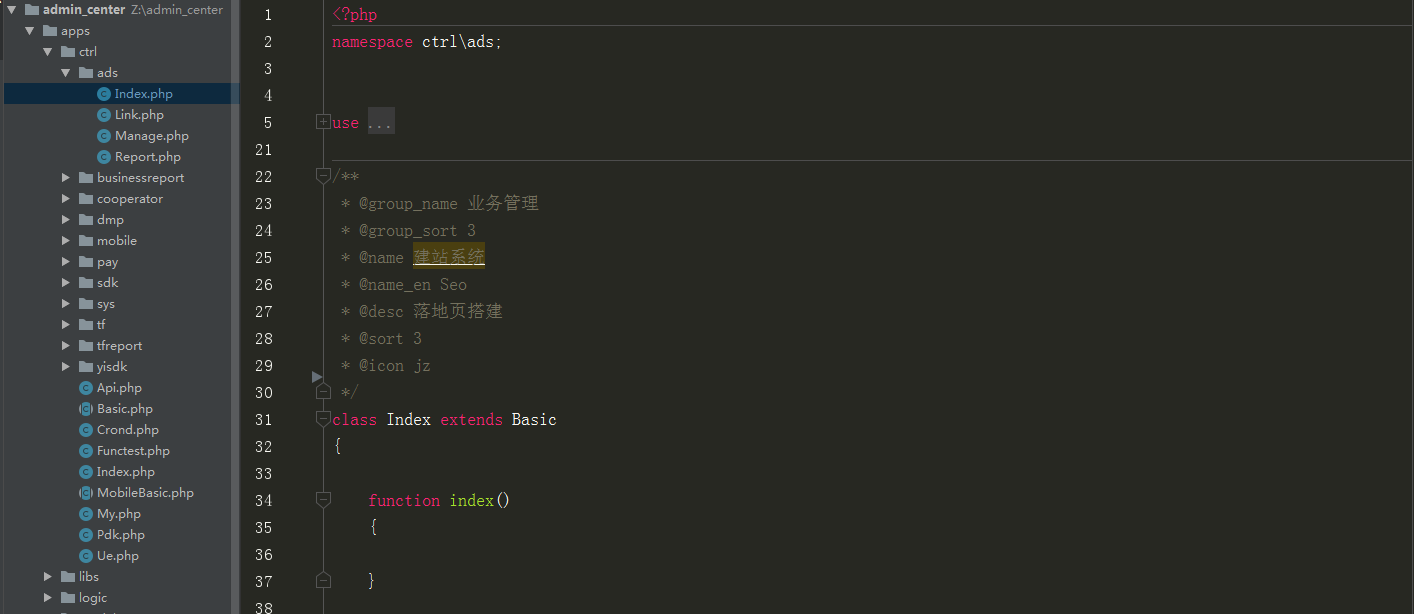 admin_center Z:\admin_center
apps
ctrl
ads
Index.php
Link.php
Manage.php
Report.php
businessreport
cooperator
dmp
mobile
pay
sdk
sys
tf
tfreport
yisdk
Api.php
Basic.php
Crond.php
Functest.php
Index.php
MobileBasic.php
My.php
Pdk.php
Ue.php
libs
logic
1 <?php
2 namespace ctrl\ads;
3
4
5 use ...
21
22 /**
23 * @group_name 业务管理
24 * @group_sort 3
25 * @name 建站系统
26 * @name_en Seo
27 * @desc 落地页搭建
28 * @sort 3
29 * @icon jz
30 */
31 class Index extends Basic
32 {
33
34 function index()
35 {
36
37 }
38